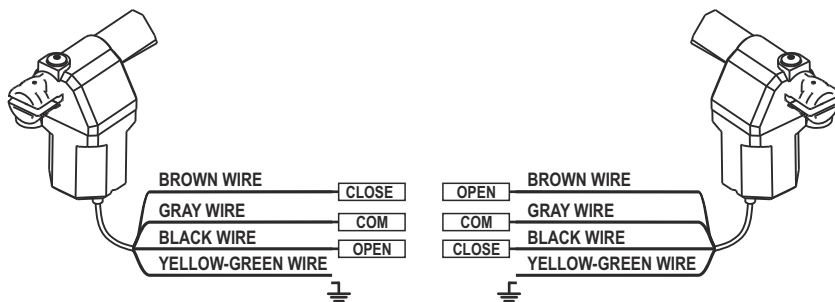 BROWN WIRE CLOSE OPEN BROWN WIRE
GRAY WIRE COM COM GRAY WIRE
BLACK WIRE OPEN CLOSE BLACK WIRE
YELLOW-GREEN WIRE YELLOW-GREEN WIRE